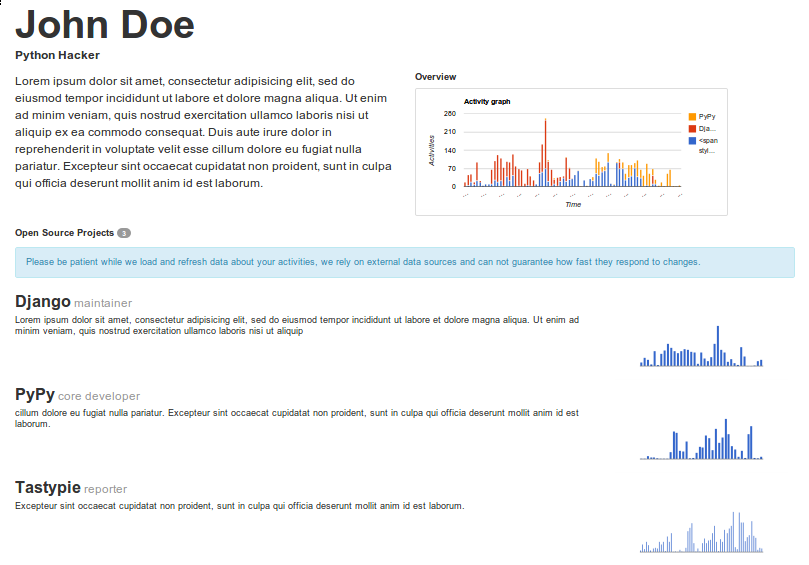 John Doe
Python Hacker
Lorem ipsum dolor sit amet, consectetur adipisicing elit, sed do
eiusmod tempor incididunt ut labore et dolore magna aliqua. Ut enim
ad minim veniam, quis nostrud exercitation ullamco laboris nisi ut
aliquip ex ea commodo consequat. Duis aute irure dolor in
reprehenderit in voluptate velit esse cillum dolore eu fugiat nulla
pariatur. Excepteur sint occaecat cupidatat non proident, sunt in culpa
qui officia deserunt mollit anim id est laborum.
Overview
Activity graph
280
210
140
70
0
Activities
Time
PyPy
Dja...
<span
styl...
Open Source Projects 3
Please be patient while we load and refresh data about your activities, we rely on external data sources and can not guarantee how fast they respond to changes.
Django maintainer
Lorem ipsum dolor sit amet, consectetur adipisicing elit, sed do eiusmod tempor incididunt ut labore et dolore magna aliqua. Ut enim ad
minim veniam, quis nostrud exercitation ullamco laboris nisi ut aliquip
PyPy core developer
cillum dolore eu fugiat nulla pariatur. Excepteur sint occaecat cupidatat non proident, sunt in culpa qui officia deserunt mollit anim id est
laborum.
Tastypie reporter
Excepteur sint occaecat cupidatat non proident, sunt in culpa qui officia deserunt mollit anim id est laborum.